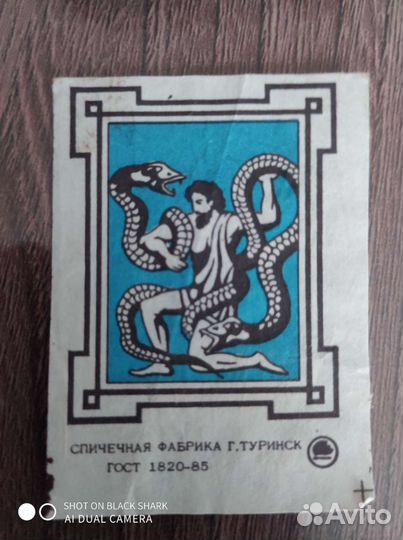 СПИЧЕЧНАЯ ФАБРИКА Г.ТУРИНСК
ГОСТ 1820-85
SHOT ON BLACK SHARK
AI DUAL CAMERA
Avito